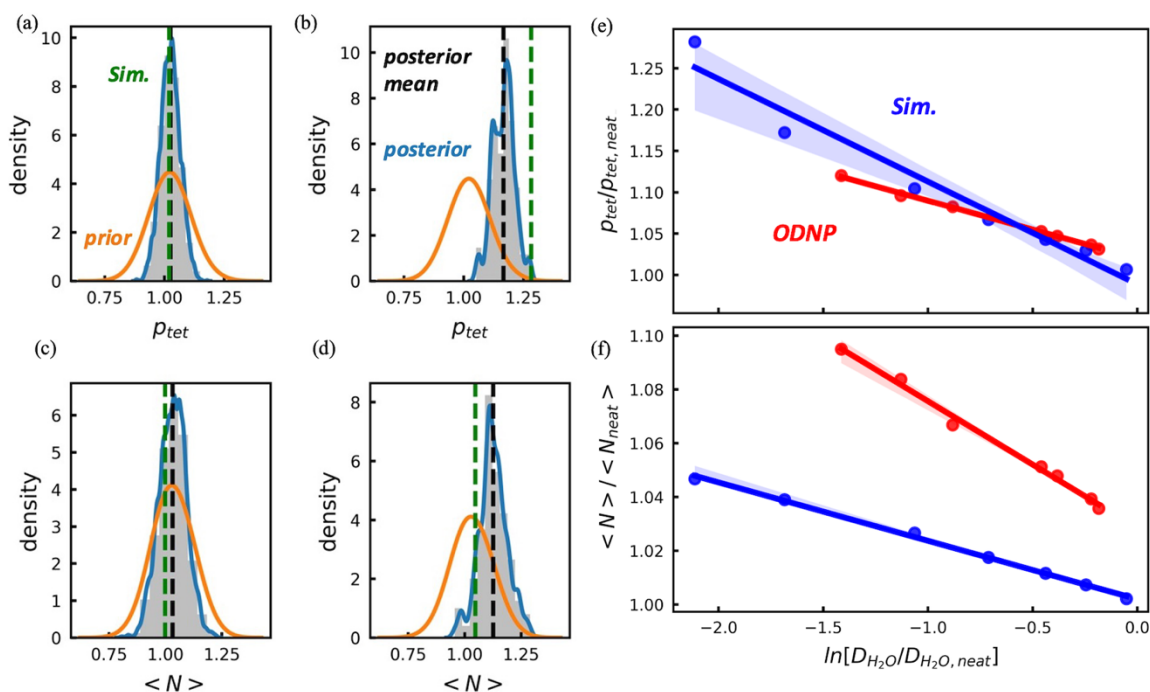 (a)
10
8
6
4
2
0
density
Sim.
prior
0.75 1.00 1.25
p_tet
(b)
10
8
6
4
2
0
density
posterior
mean
posterior
0.75 1.00 1.25
p_tet
(c)
6
5
4
3
2
1
0
density
0.75 1.00 1.25
< N >
(d)
8
6
4
2
0
density
0.75 1.00 1.25
< N >
(e)
1.25
1.20
1.15
1.10
1.05
1.00
p_tet/p_tet, neat
Sim.
ODNP
(f)
1.10
1.08
1.06
1.04
1.02
1.00
< N > / < N_neat >
−2.0 −1.5 −1.0 −0.5 0.0
ln[D_H₂O/D_H₂O, neat]